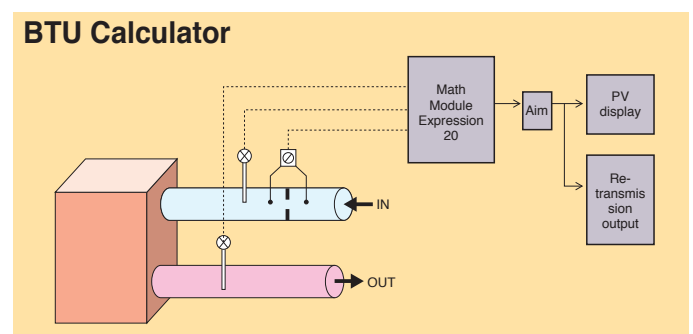 BTU Calculator
Math
Module
Expression
20
Aim
PV
display
Re-
transmis
sion
output
IN
OUT